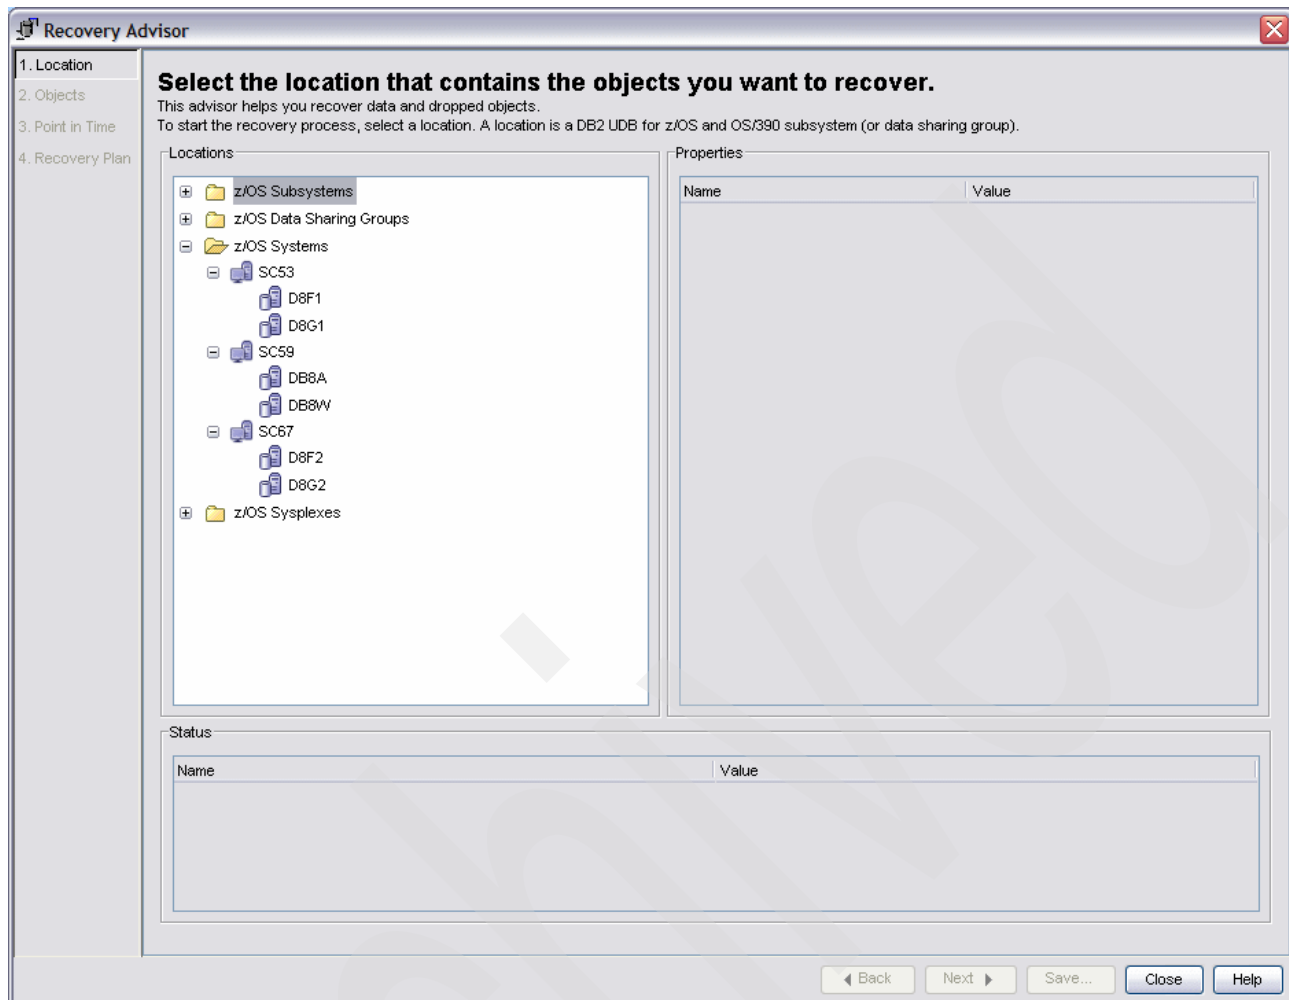 Recovery Advisor
1. Location
2. Objects
3. Point in Time
4. Recovery Plan
Select the location that contains the objects you want to recover.
This advisor helps you recover data and dropped objects.
To start the recovery process, select a location. A location is a DB2 UDB for z/OS and OS/390 subsystem (or data sharing group).
Locations
z/OS Subsystems
z/OS Data Sharing Groups
z/OS Systems
SC53
D8F1
D8G1
SC59
DB8A
DB8W
SC67
D8F2
D8G2
z/OS Sysplexes
Properties
Name Value
Status
Name Value
Back Next Save... Close Help